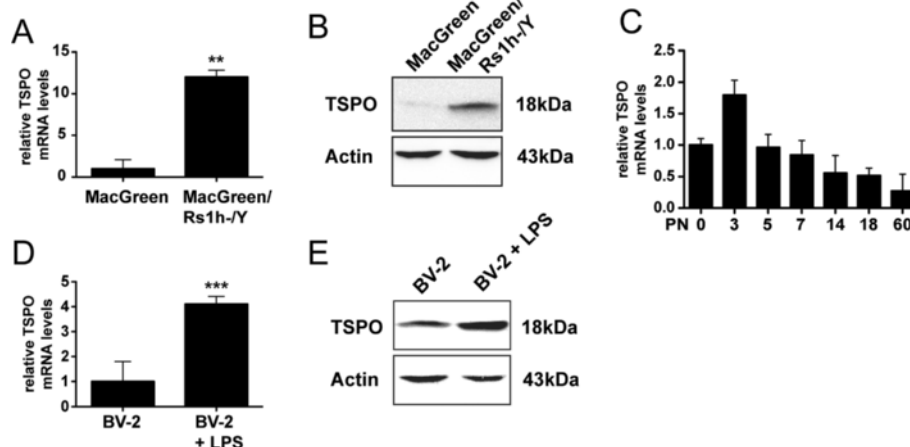 A
relative TSPO
mRNA levels
15
10
5
0
**
MacGreen
MacGreen/
Rs1h-/Y
B
MacGreen
MacGreen/
Rs1h-/Y
TSPO
18kDa
Actin
43kDa
C
relative TSPO
mRNA levels
2.5
2.0
1.5
1.0
0.5
0.0
PN 0 3 5 7 14 18 60
D
relative TSPO
mRNA levels
5
4
3
2
1
0
***
BV-2
BV-2
+ LPS
E
BV-2
BV-2 + LPS
TSPO
18kDa
Actin
43kDa